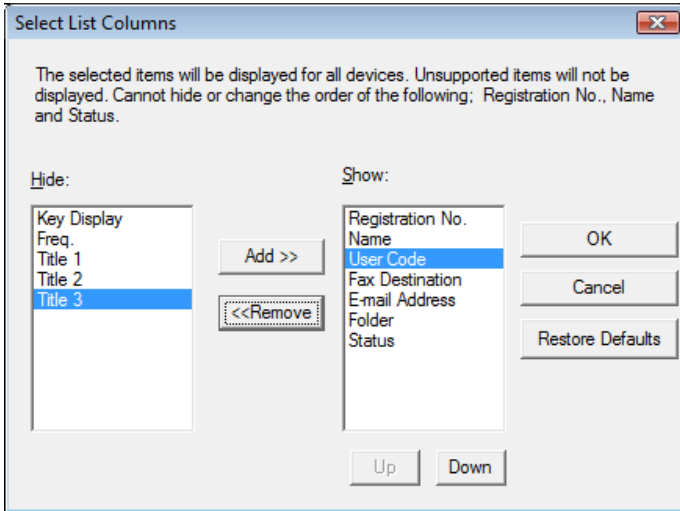 Select List Columns
The selected items will be displayed for all devices. Unsupported items will not be
displayed. Cannot hide or change the order of the following;  Registration No., Name
and Status.
Hide:
Key Display
Freq.
Title 1
Title 2
Title 3
Add >>
<<Remove
Show:
Registration No.
Name
User Code
Fax Destination
E-mail Address
Folder
Status
OK
Cancel
Restore Defaults
Up
Down